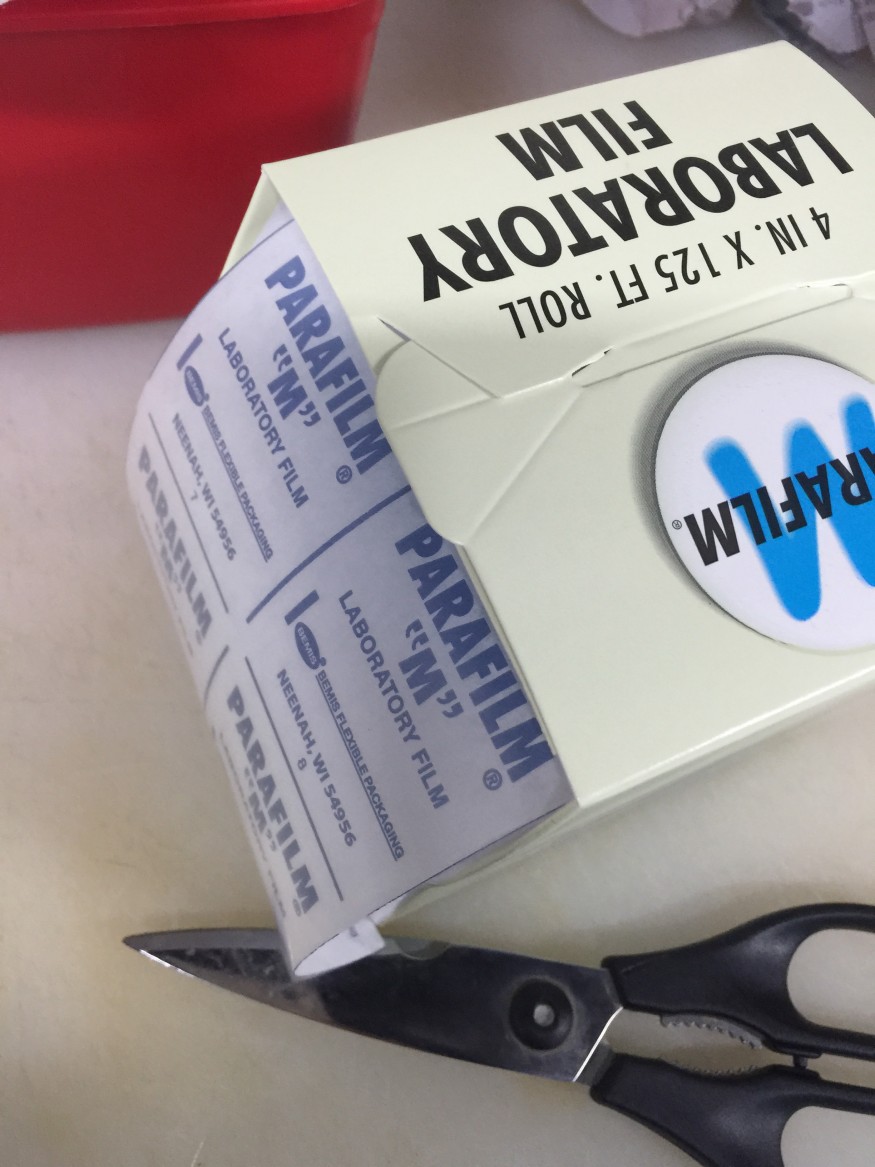 LABORATORY
FILM
4 IN. X 125 FT. ROLL
PARAFILM®
PARAFILM®
"M"
LABORATORY FILM
BEMIS FLEXIBLE PACKAGING
NEENAH, WI 54956
7
PARAFILM
"M"
PARAFILM®
"M"
LABORATORY FILM
BEMIS
BEMIS FLEXIBLE PACKAGING
NEENAH, WI 54956
8
PARAFILM®
"M"